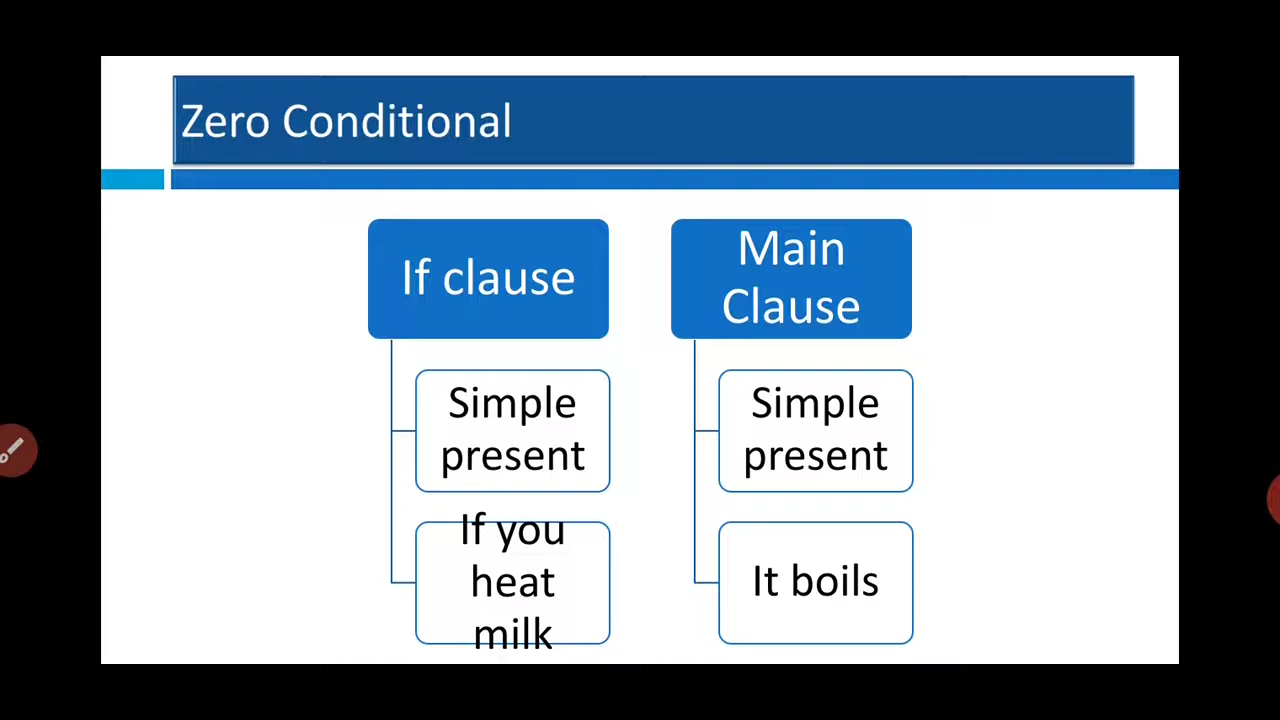 Zero Conditional
If clause
Main
Clause
Simple
present
Simple
present
If you
heat
milk
It boils